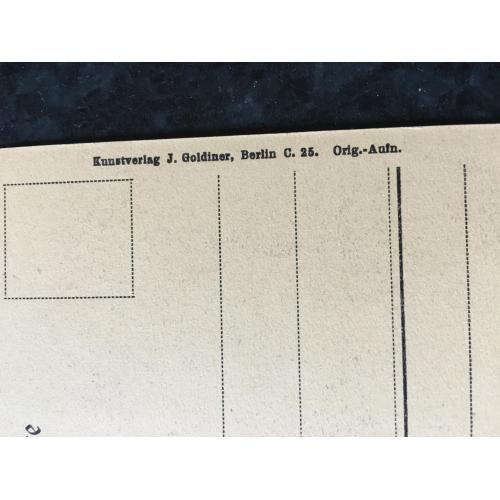 Kunstverlag J. Goldiner, Berlin C. 25. Orig.-Aufn.